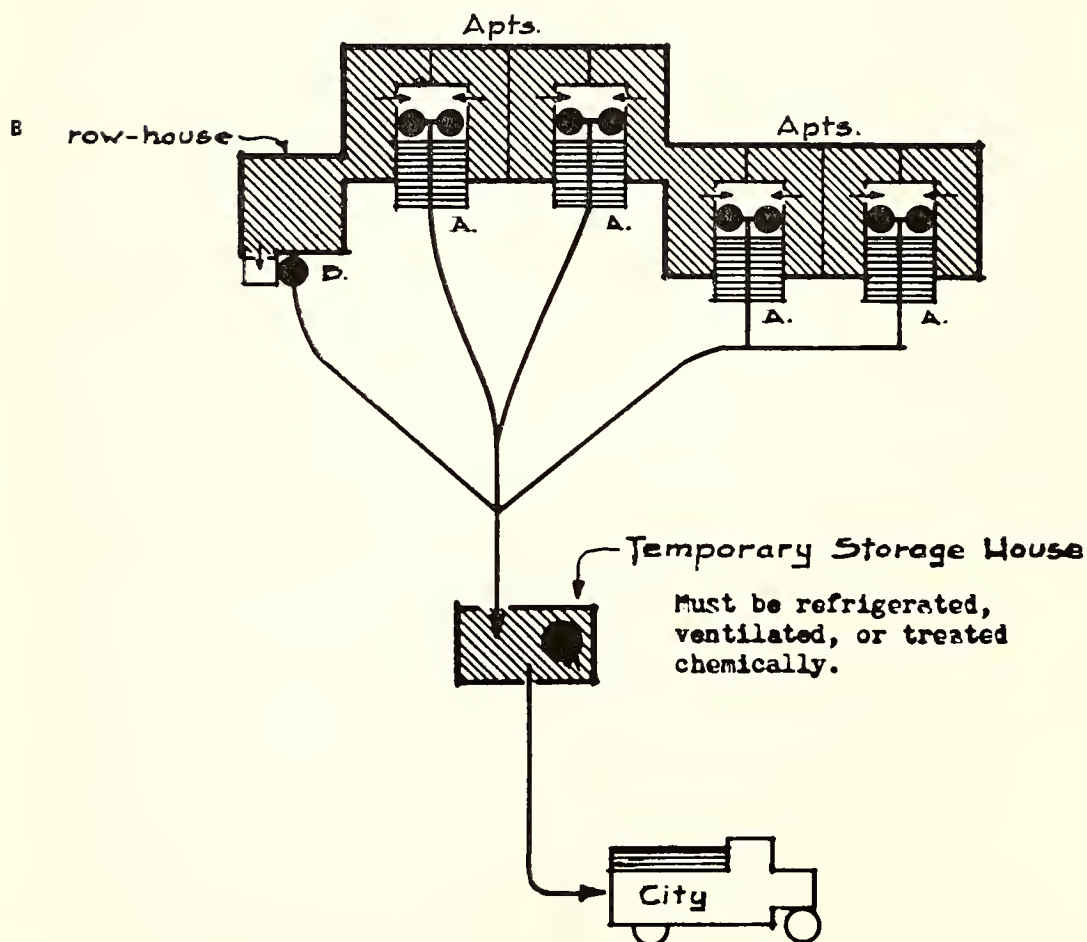 Apts.
B
row-house
Apts.
A.
A.
D.
A.
A.
Temporary Storage House
Must be refrigerated,
ventilated, or treated
chemically.
City